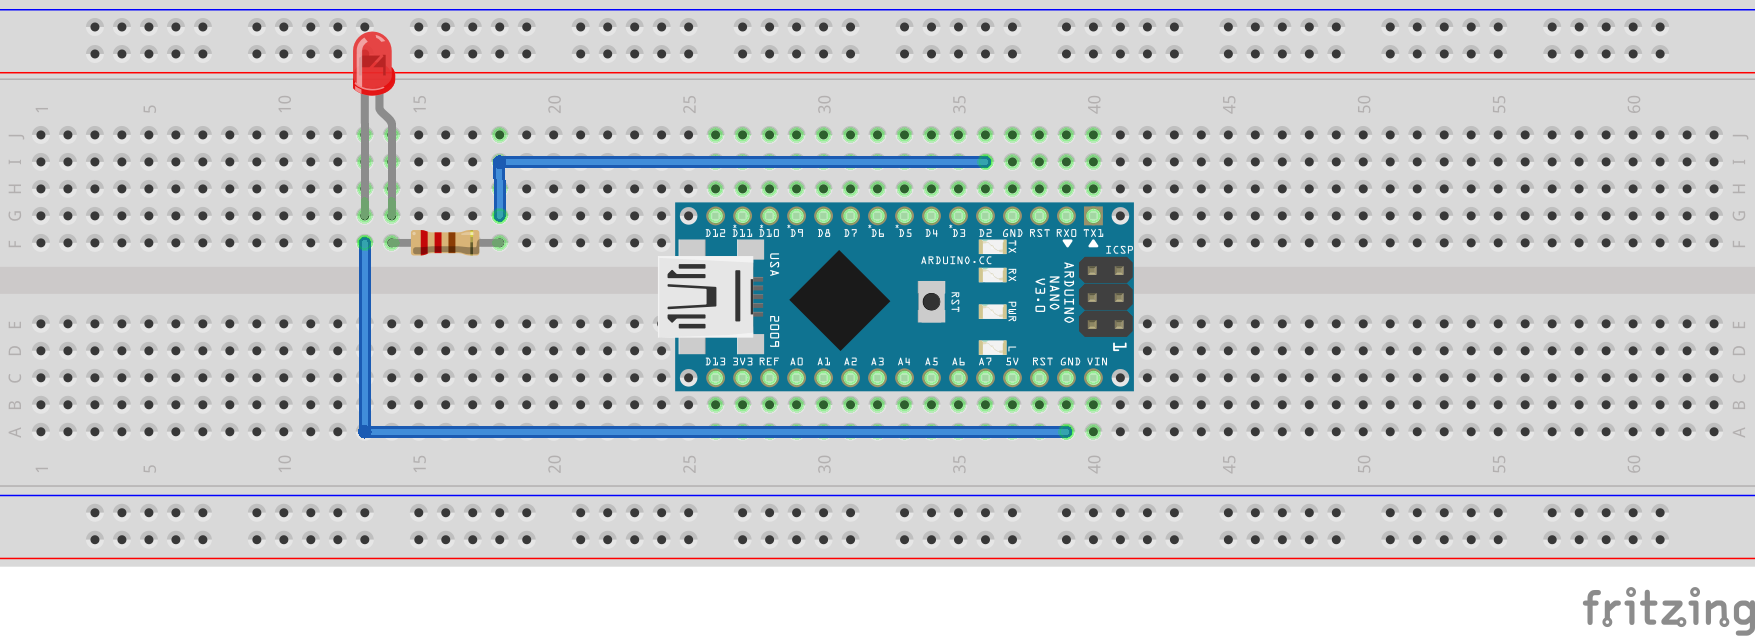 1 5 10 15 20 25 30 35 40 45 50 55 60
J J
I I
H H
G G
F F
D12 D11 D10 D9 D8 D7 D6 D5 D4 D3 D2 GND RST RX0 TX1
ICSP
ARDUINO.CC
TX
RX
PWR
L
RST
USA
2009
ARDUINO
NANO
V3.0
1
E E
D D
C C
B B
A A
D13 3V3 REF A0 A1 A2 A3 A4 A5 A6 A7 5V RST GND VIN
1 5 10 15 20 25 30 35 40 45 50 55 60
fritzing